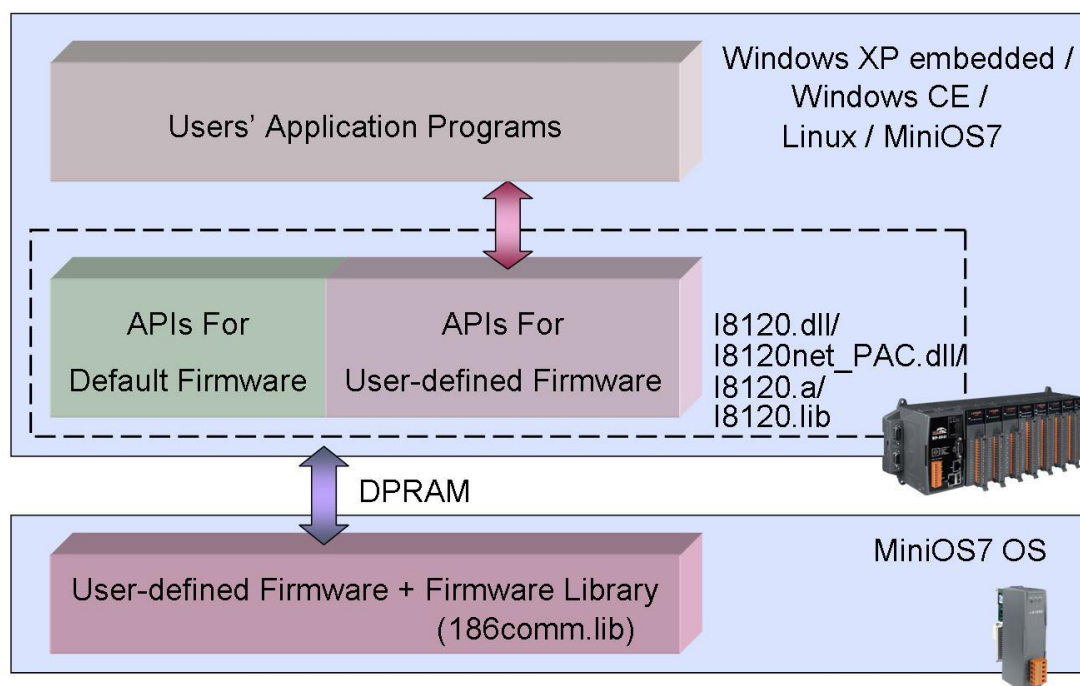 Windows XP embedded /
Windows CE /
Linux / MiniOS7
Users' Application Programs
APIs For
Default Firmware
APIs For
User-defined Firmware
I8120.dll/
I8120net_PAC.dll/
I8120.a/
I8120.lib
DPRAM
MiniOS7 OS
User-defined Firmware + Firmware Library
(186comm.lib)